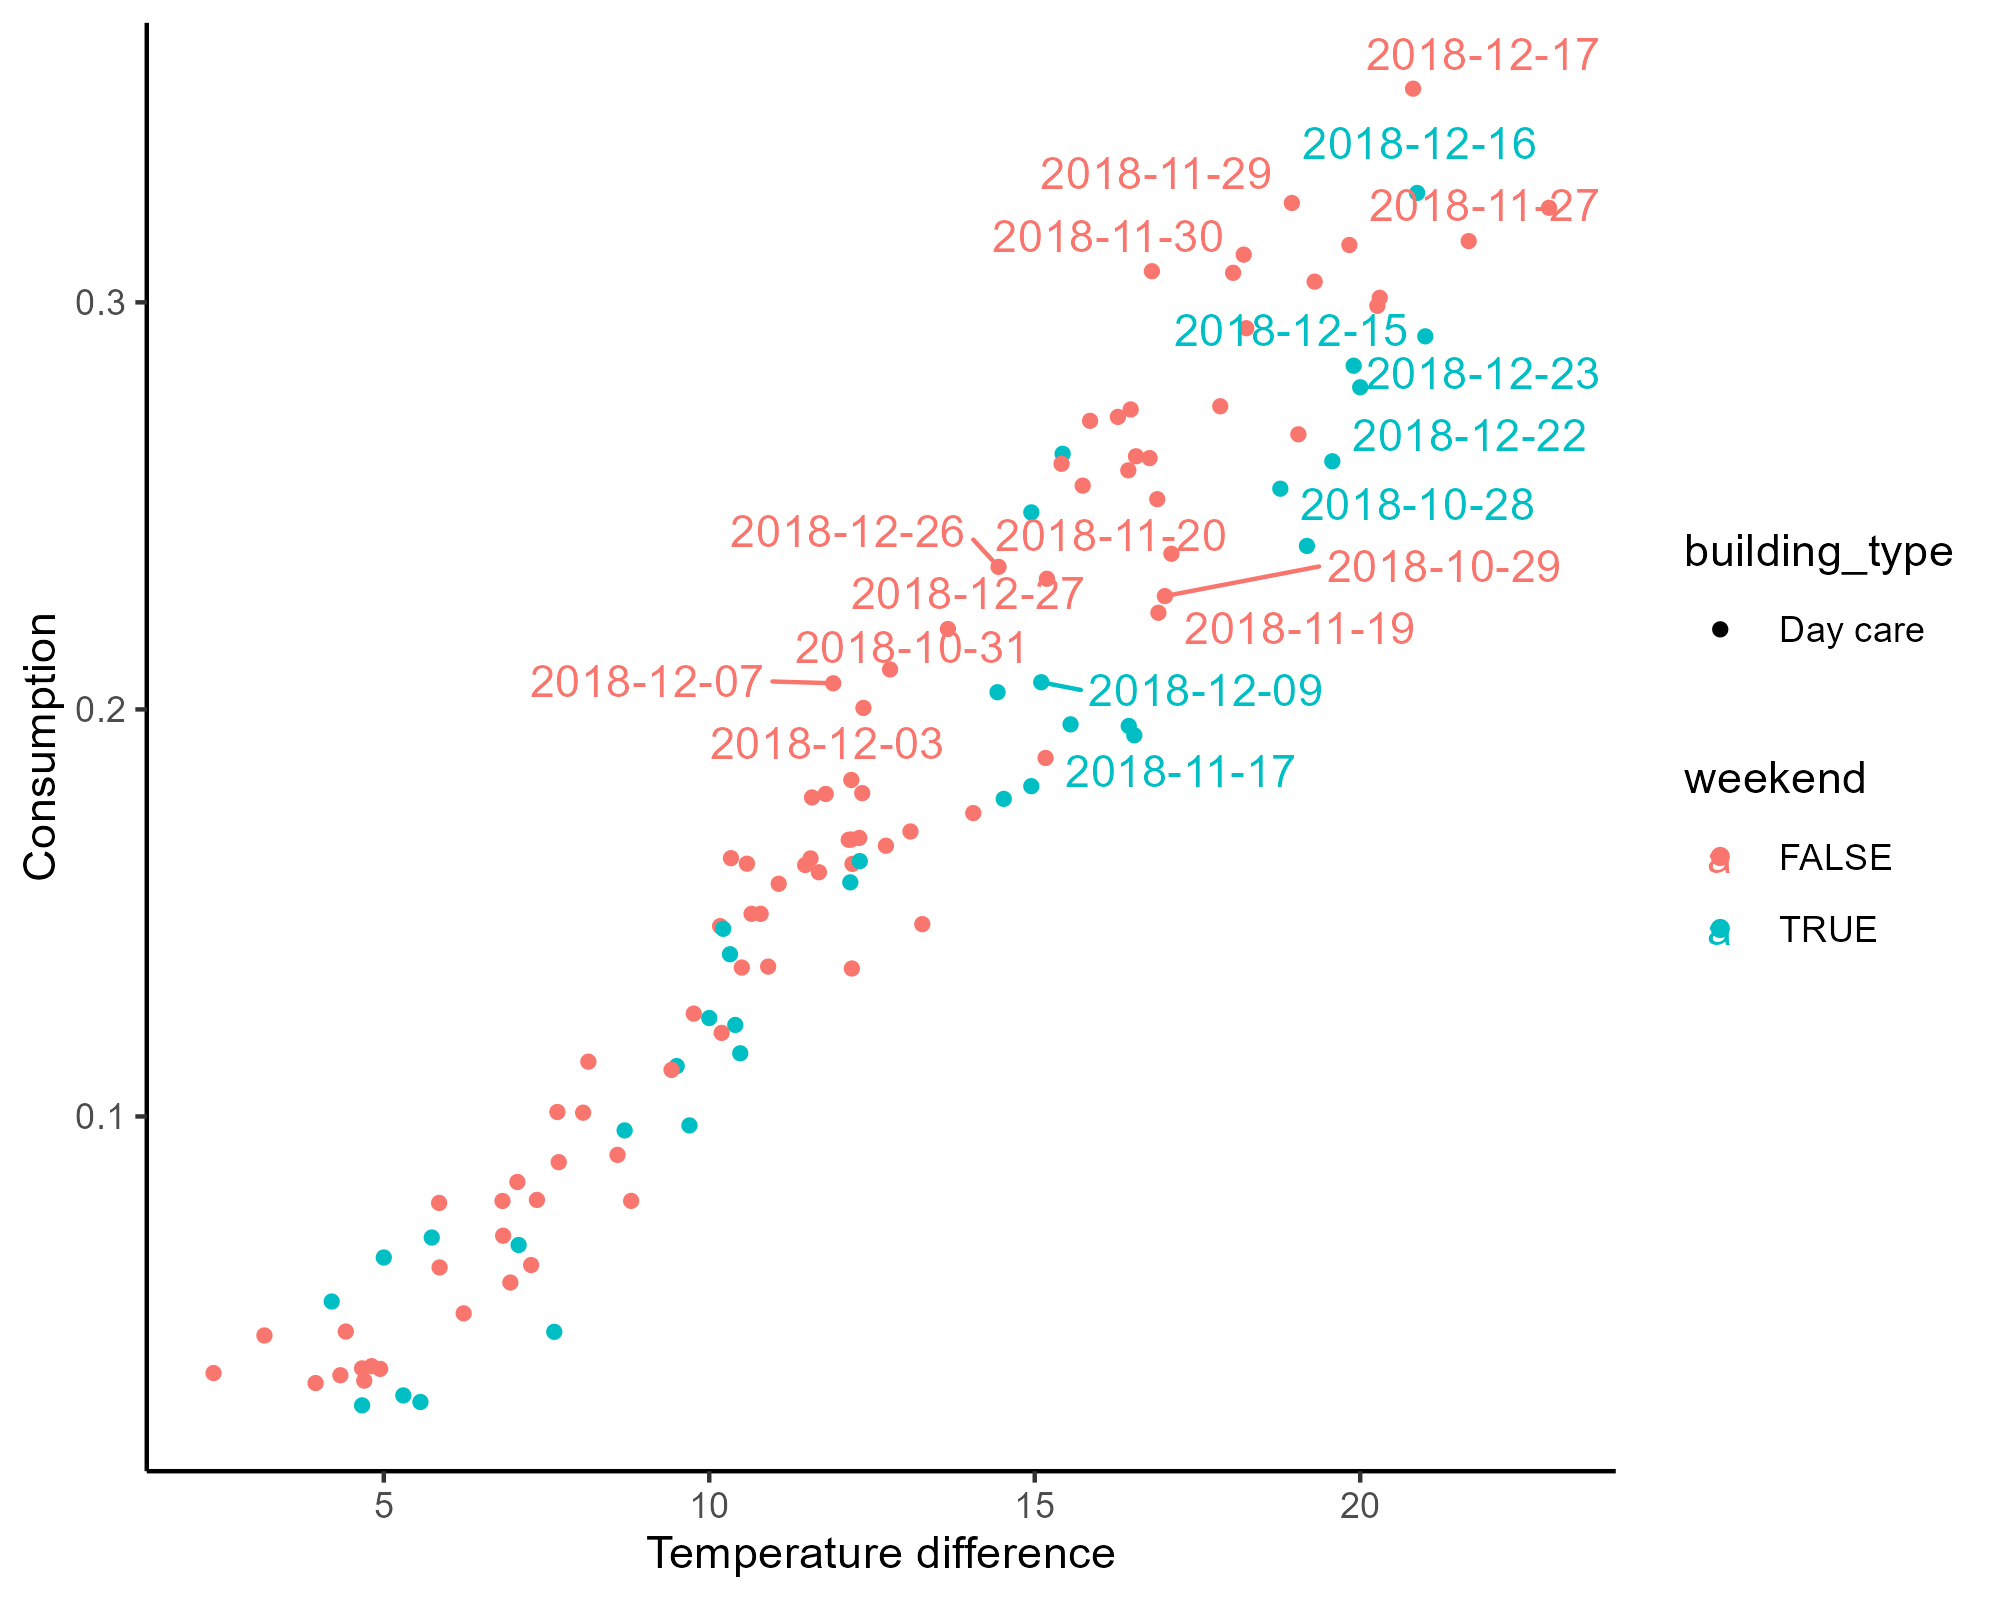 2018-12-17
2018-12-16
2018-11-29
2018-11-27
2018-11-30
0.3
2018-12-15
2018-12-23
2018-12-22
2018-10-28
2018-12-26
2018-11-20
building_type
2018-10-29
2018-12-27
2018-11-19
Day care
2018-10-31
2018-12-07
2018-12-09
0.2
Consumption
2018-12-03
2018-11-17
weekend
a FALSE
a TRUE
0.1
5 10 15 20
Temperature difference